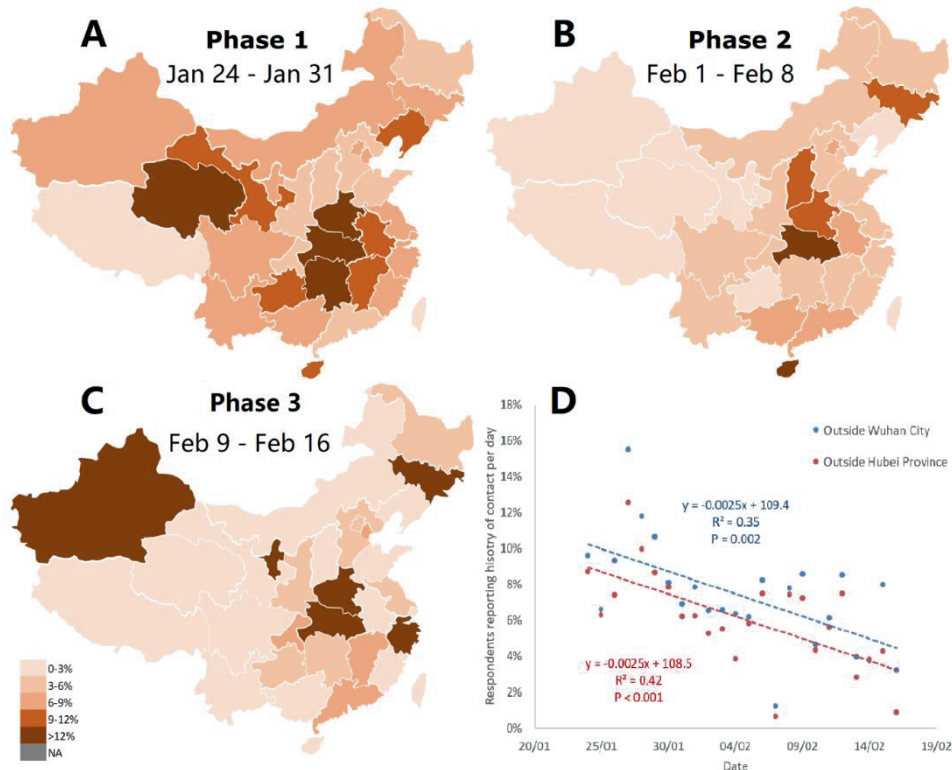 A
Phase 1
Jan 24 - Jan 31
B
Phase 2
Feb 1 - Feb 8
C
Phase 3
Feb 9 - Feb 16
0-3%
3-6%
6-9%
9-12%
>12%
NA
D
Respondents reporting hisotry of contact per day
18%
16%
14%
12%
10%
8%
6%
4%
2%
0%
Outside Wuhan City
Outside Hubei Province
y = -0.0025x + 109.4
R² = 0.35
P = 0.002
y = -0.0025x + 108.5
R² = 0.42
P < 0.001
20/01 25/01 30/01 04/02 09/02 14/02 19/02
Date